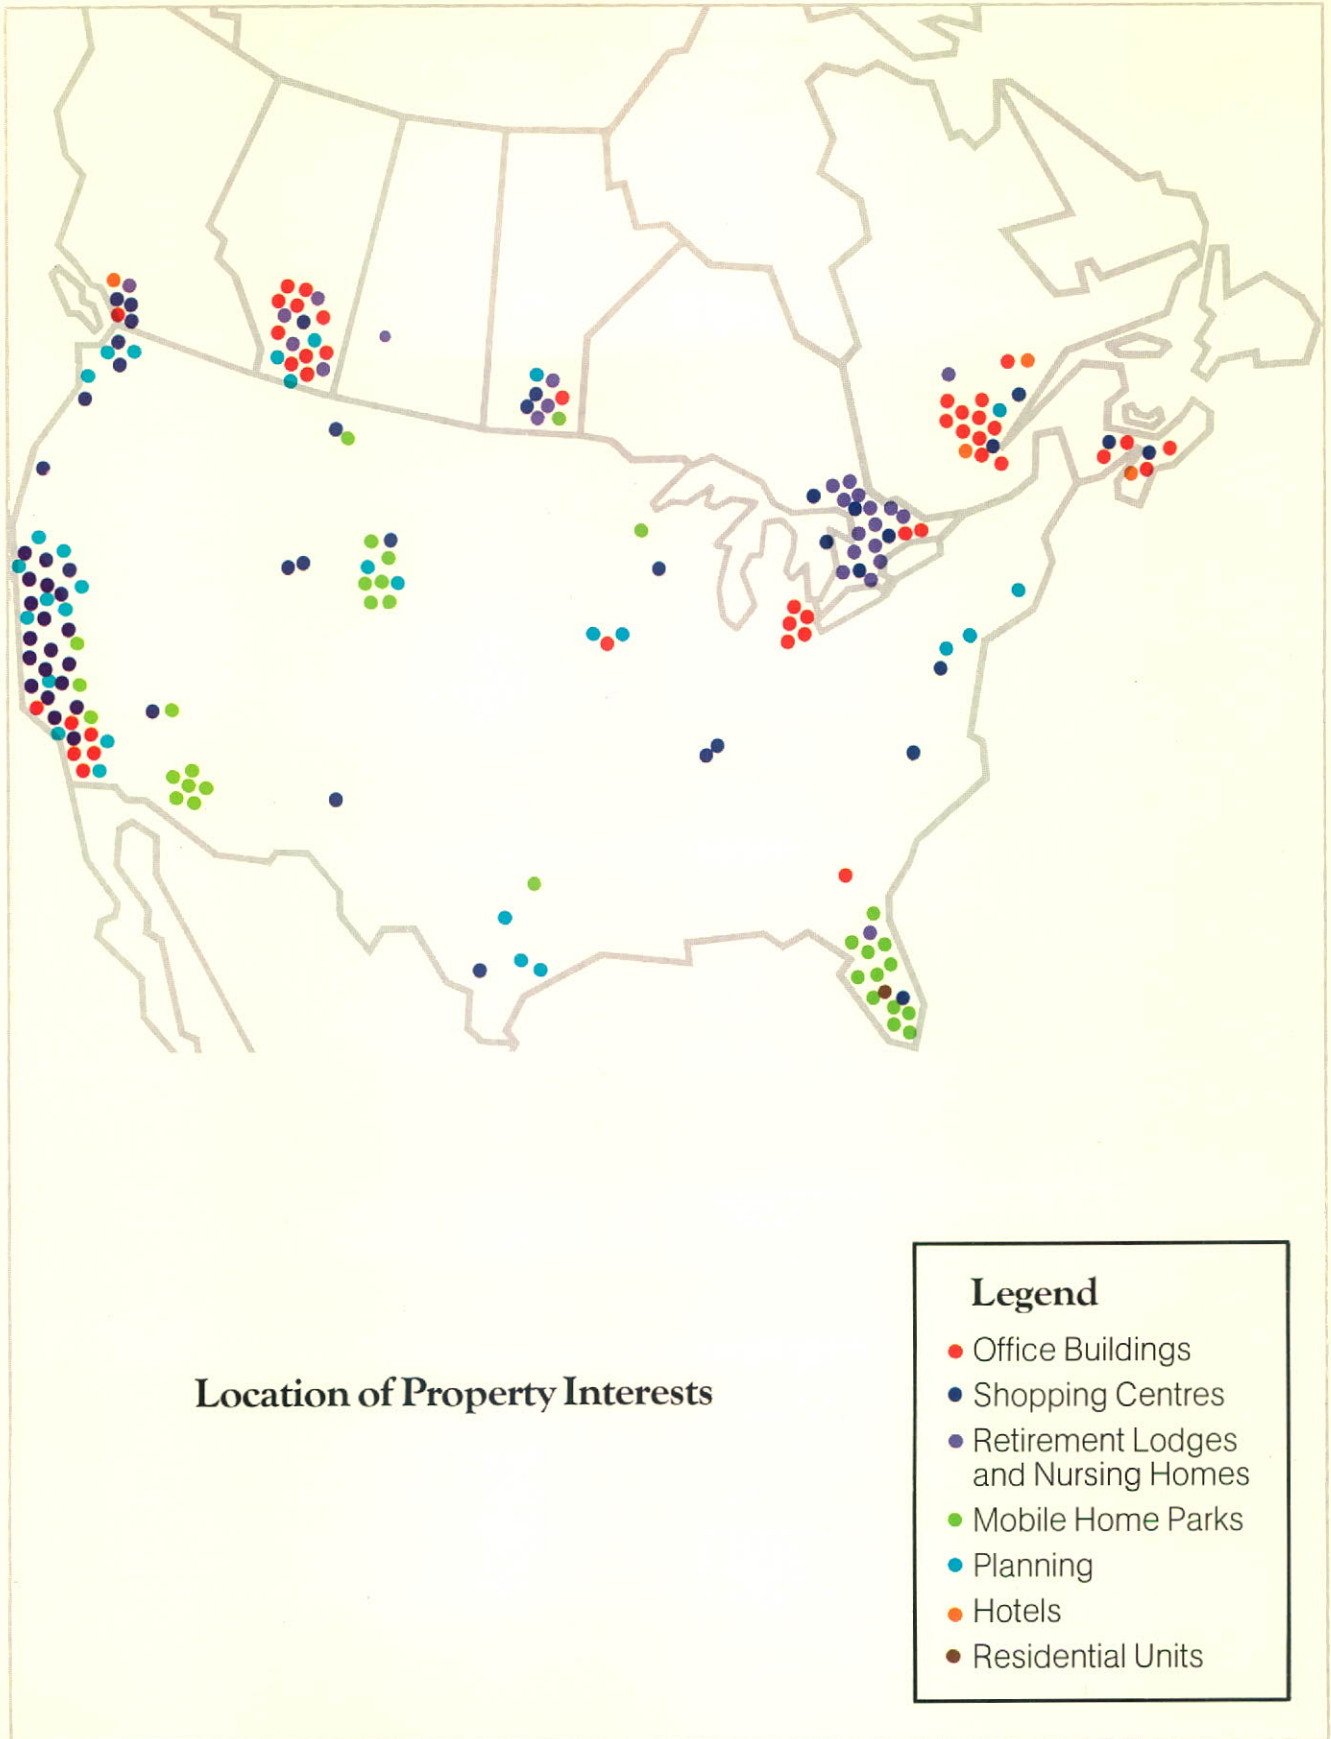 Location of Property Interests
Legend
Office Buildings
Shopping Centres
Retirement Lodges
and Nursing Homes
Mobile Home Parks
Planning
Hotels
Residential Units